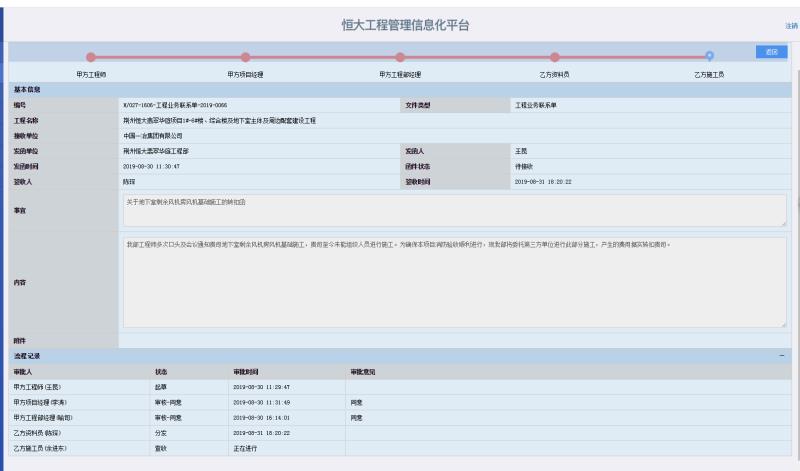 恒大工程管理信息化平台
注销
返回
甲方工程师 甲方项目经理 甲方工程部经理 乙方资料员 乙方施工员
基本信息
编号 X/027-1606-工程业务联系单-2019-0066 文件类型 工程业务联系单
工程名称 荆州恒大翡翠华庭项目1#-6#楼、综合楼及地下室主体及周边配套建设工程
接收单位 中国一冶集团有限公司
发函单位 荆州恒大翡翠华庭工程部 发函人 王昆
发函时间 2019-08-30 11:30:47 函件状态 待接收
签收人 陈琛 签收时间 2019-08-31 18:20:22
事宜 关于地下室剩余风机房风机基础施工的转扣函
内容 我部工程师多次口头及会议通知贵司地下室剩余风机房风机基础施工，贵司至今未能组织人员进行施工。为确保本项目消防验收顺利进行，现我部将委托第三方单位进行此部分施工，产生的费用据实转扣贵司。
附件
流程记录
审批人 状态 审批时间 审批意见
甲方工程师(王昆) 起草 2019-08-30 11:29:47
甲方项目经理(李涛) 审核-同意 2019-08-30 11:31:49 同意
甲方工程部经理 审核-同意 2019-08-30 16:14:01 同意
乙方资料员(陈琛) 分发 2019-08-31 18:20:22
乙方施工员(余进东) 查收 正在进行